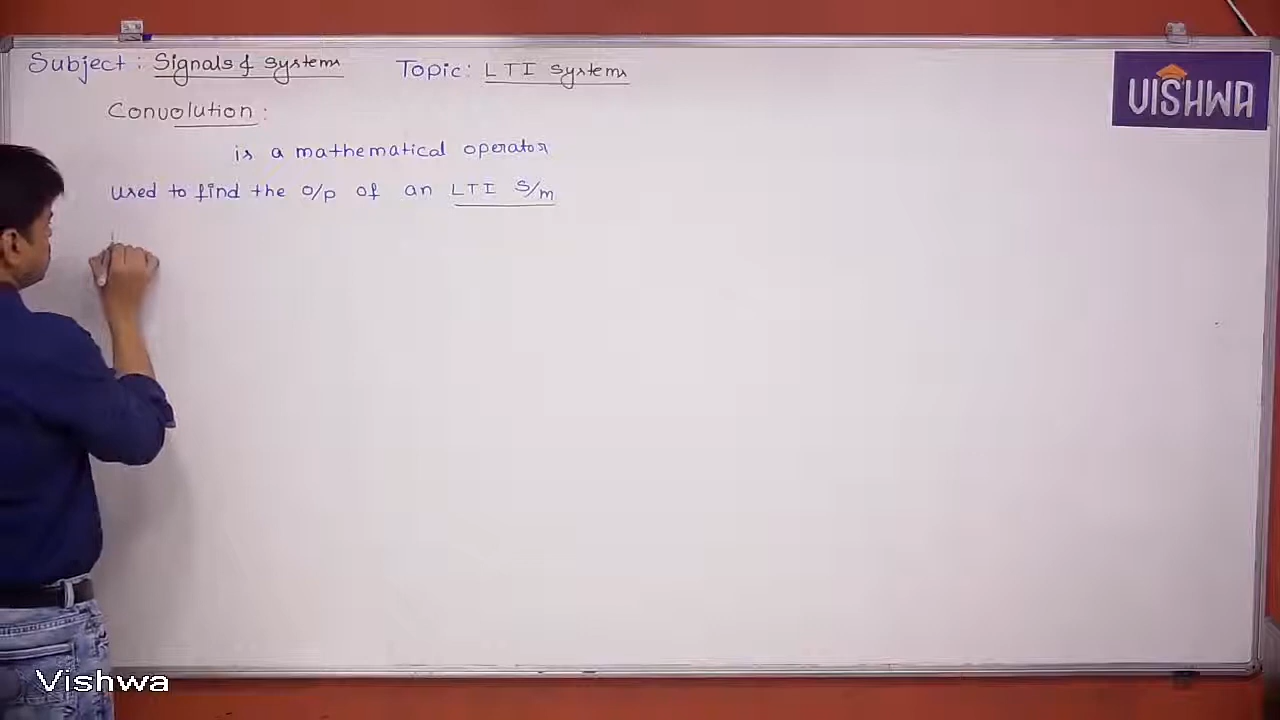 Subject: Signals & Systems Topic: LTI Systems
VISHWA
Convolution:
is a mathematical operator
used to find the o/p of an LTI S/m
Vishwa